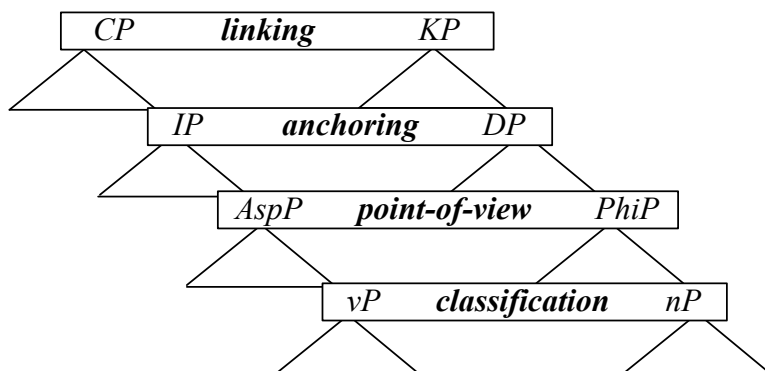 CP linking KP
IP anchoring DP
AspP point-of-view PhiP
vP classification nP